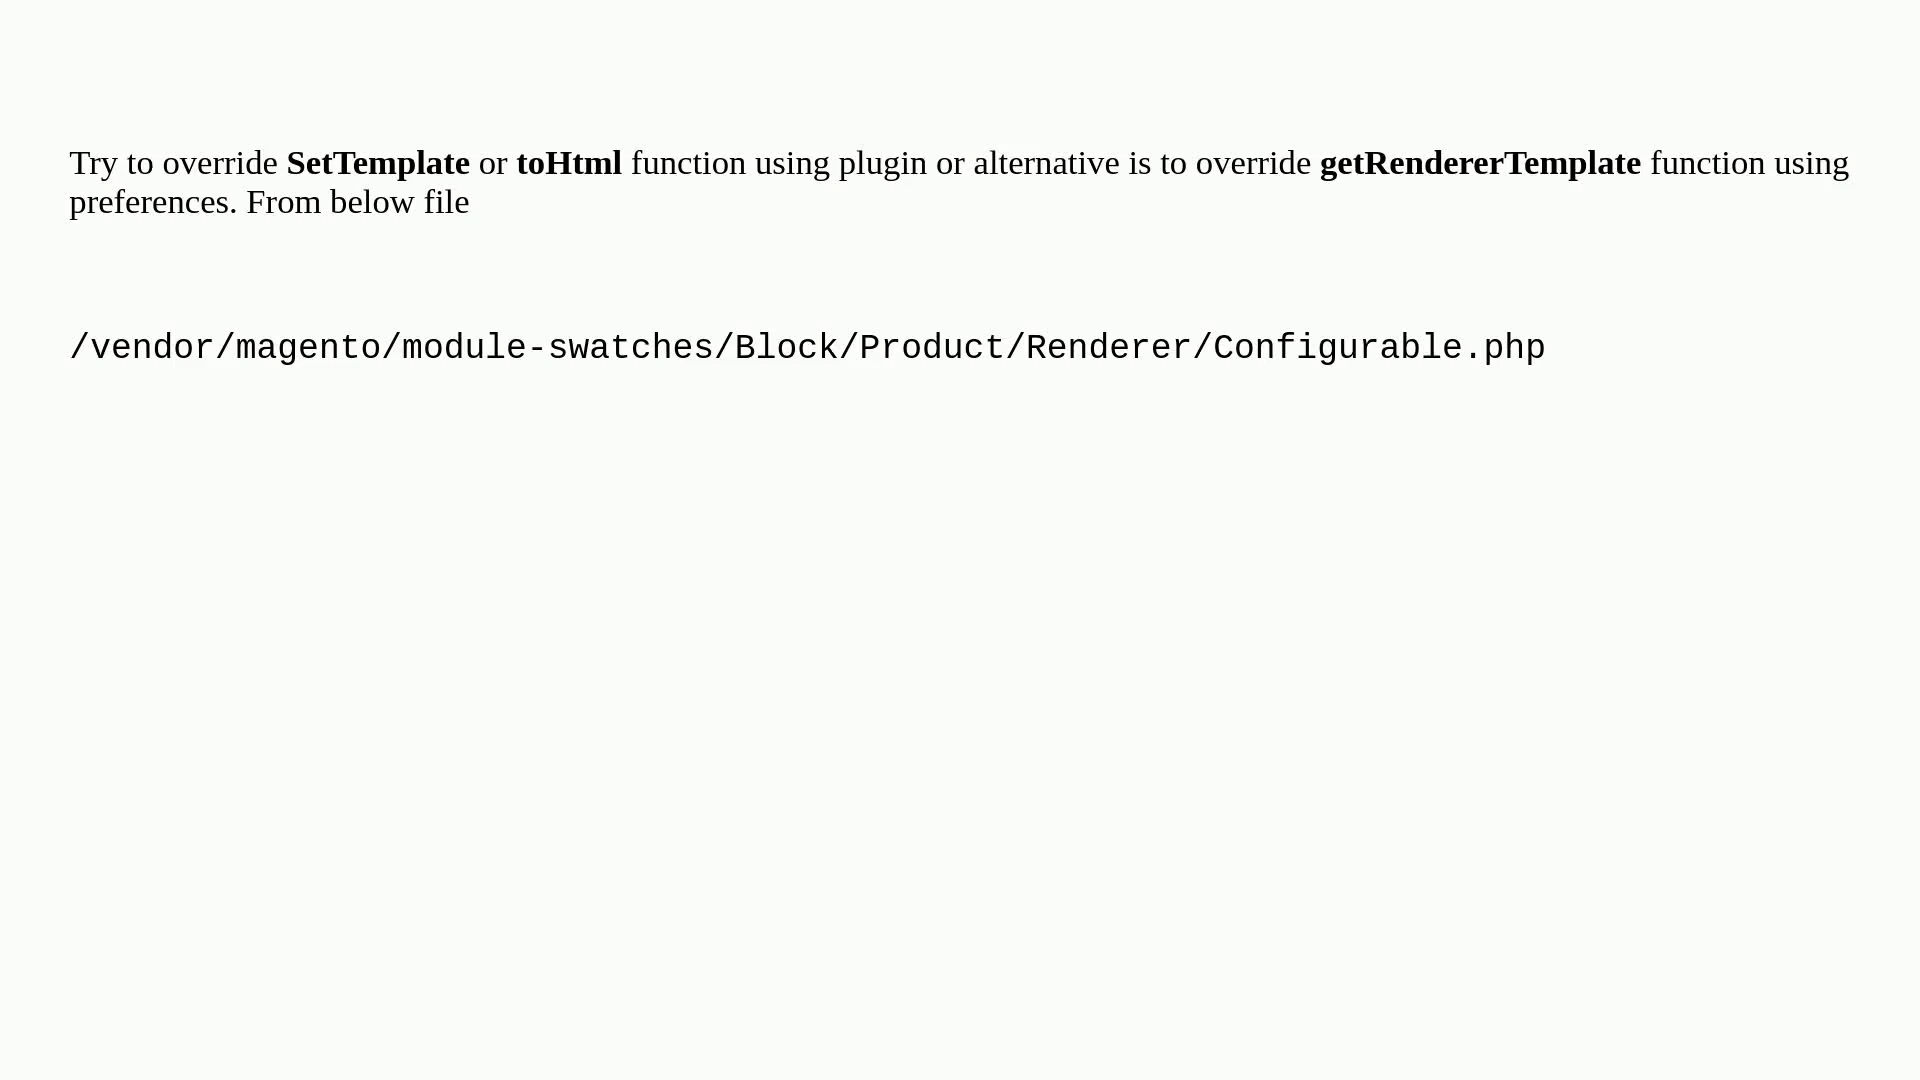 Try to override SetTemplate or toHtml function using plugin or alternative is to override getRendererTemplate function using
preferences. From below file
/vendor/magento/module-swatches/Block/Product/Renderer/Configurable.php